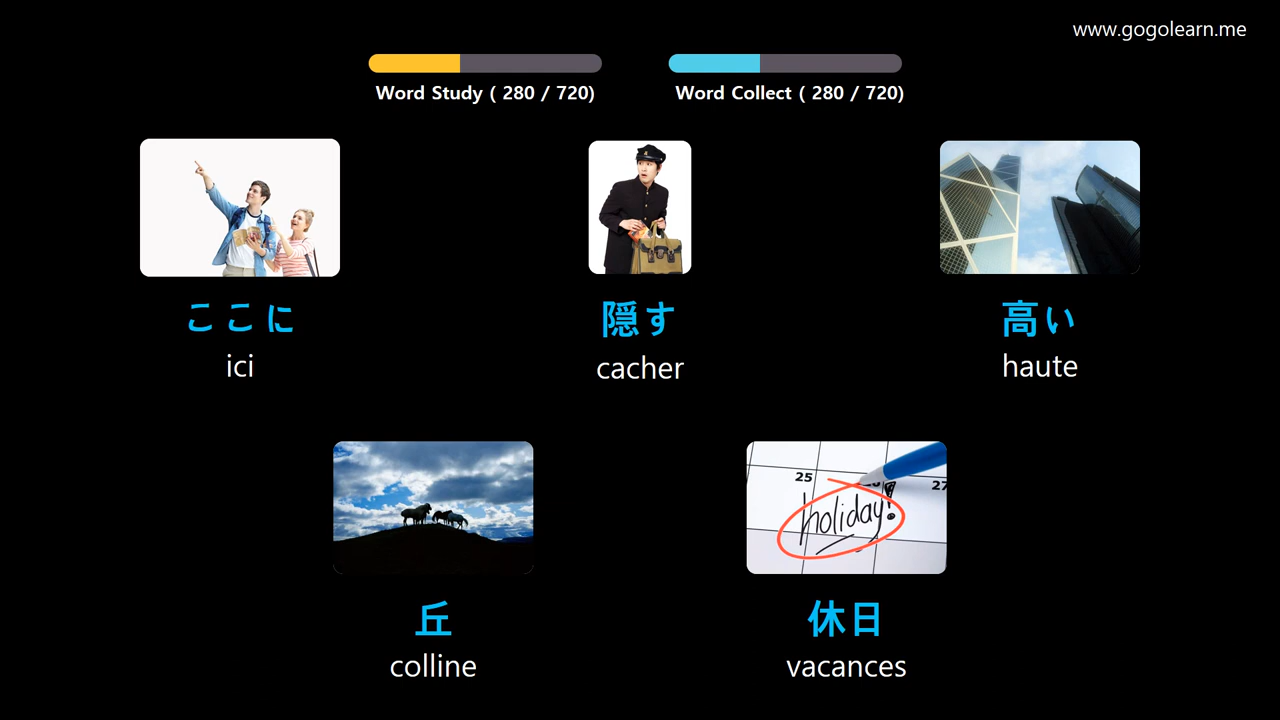 www.gogolearn.me
Word Study ( 280 / 720)
Word Collect ( 280 / 720)
ここに
ici
隠す
cacher
高い
haute
25
27
holiday!
丘
colline
休日
vacances